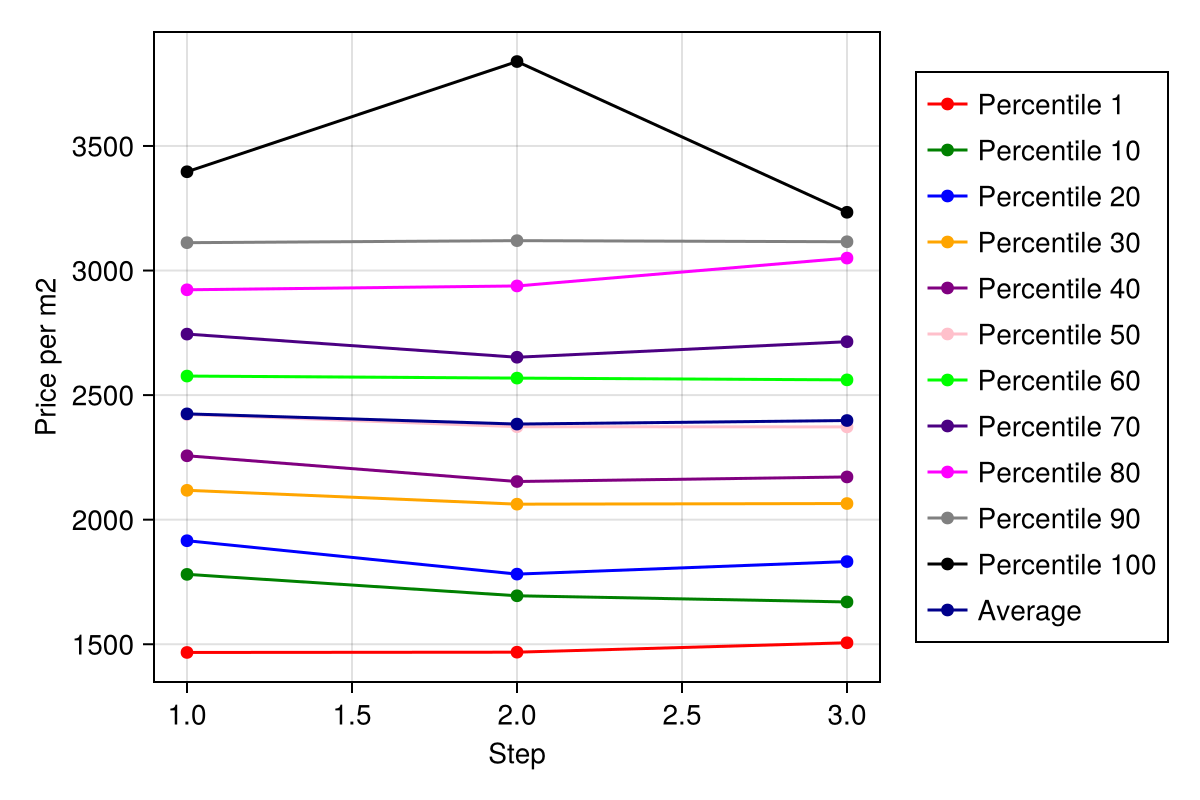 3500
3000
2500
2000
1500
Price per m2
1.0 1.5 2.0 2.5 3.0
Step
Percentile 1
Percentile 10
Percentile 20
Percentile 30
Percentile 40
Percentile 50
Percentile 60
Percentile 70
Percentile 80
Percentile 90
Percentile 100
Average